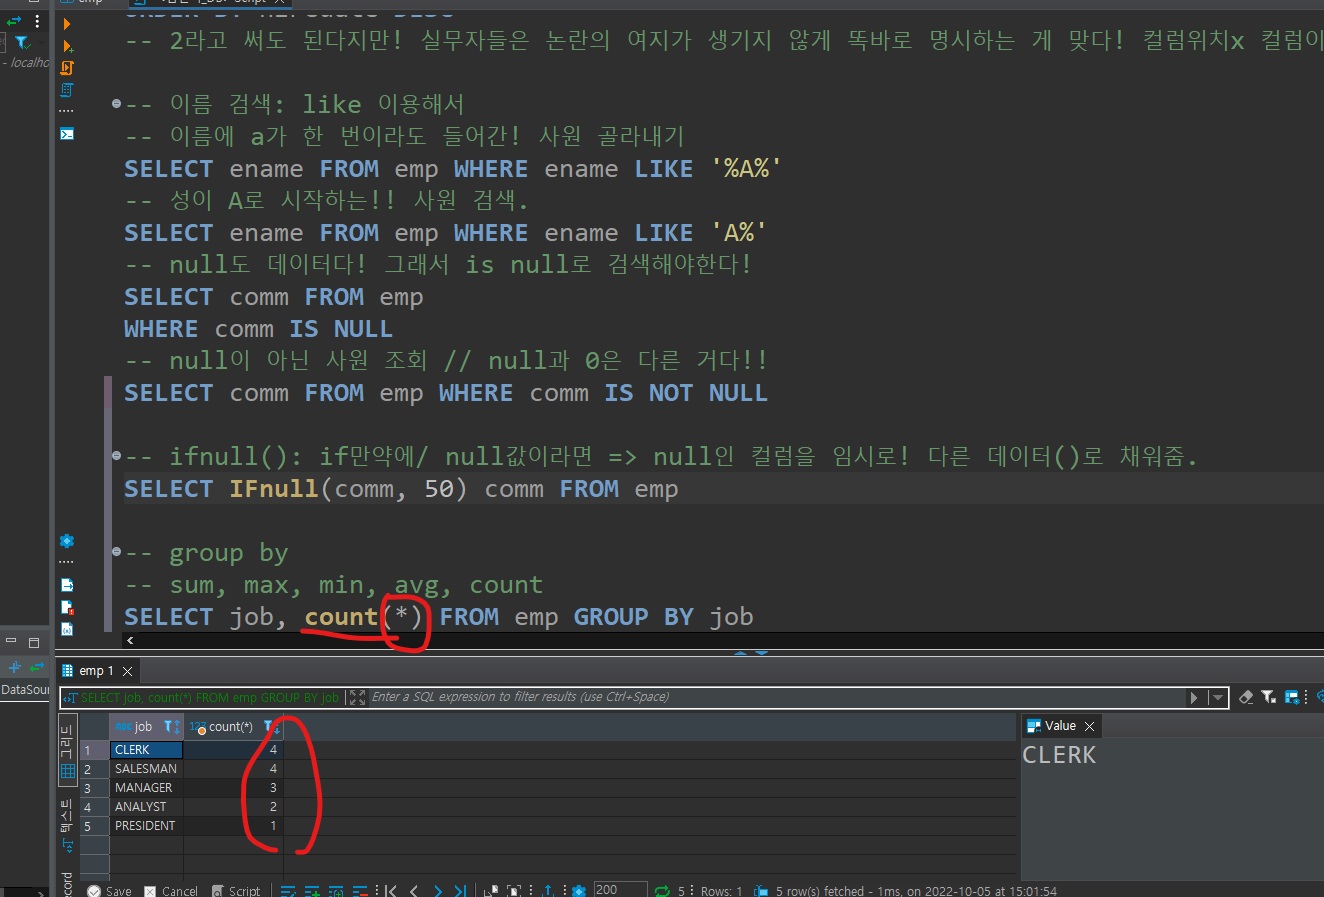 emp
Script
ORDER BY
DESC
-- 2라고 써도 된다지만! 실무자들은 논란의 여지가 생기지 않게 똑바로 명시하는 게 맞다! 컬럼위치x 컬럼이
- localho
-- 이름 검색: like 이용해서
-- 이름에 a가 한 번이라도 들어간! 사원 골라내기
SELECT ename FROM emp WHERE ename LIKE '%A%'
-- 성이 A로 시작하는!! 사원 검색.
SELECT ename FROM emp WHERE ename LIKE 'A%'
-- null도 데이터다! 그래서 is null로 검색해야한다!
SELECT comm FROM emp
WHERE comm IS NULL
-- null이 아닌 사원 조회 // null과 0은 다른 거다!!
SELECT comm FROM emp WHERE comm IS NOT NULL
-- ifnull(): if만약에/ null값이라면 => null인 컬럼을 임시로! 다른 데이터()로 채워줌.
SELECT IFnull(comm, 50) comm FROM emp
-- group by
-- sum, max, min, avg, count
SELECT job, count(*) FROM emp GROUP BY job
emp 1
DataSou
SELECT job, count(*) FROM emp GROUP BY job
Enter a SQL expression to filter results (use Ctrl+Space)
그리드
텍스트
job 123 count(*)
1 CLERK 4
2 SALESMAN 4
3 MANAGER 3
4 ANALYST 2
5 PRESIDENT 1
Value
CLERK
Save Cancel Script 200 5 Rows: 1 5 row(s) fetched - 1ms, on 2022-10-05 at 15:01:54